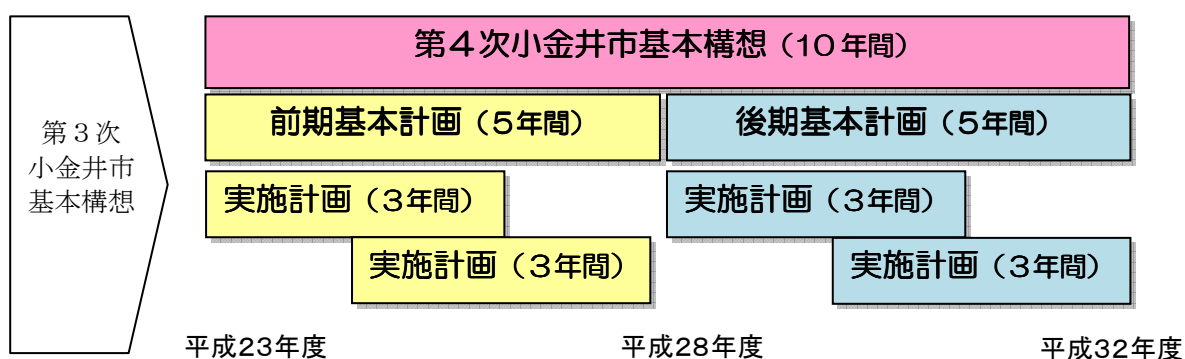 第３次
小金井市
基本構想
第４次小金井市基本構想（10年間）
前期基本計画（5年間）
後期基本計画（5年間）
実施計画（3年間）
実施計画（3年間）
実施計画（3年間）
実施計画（3年間）
平成23年度
平成28年度
平成32年度